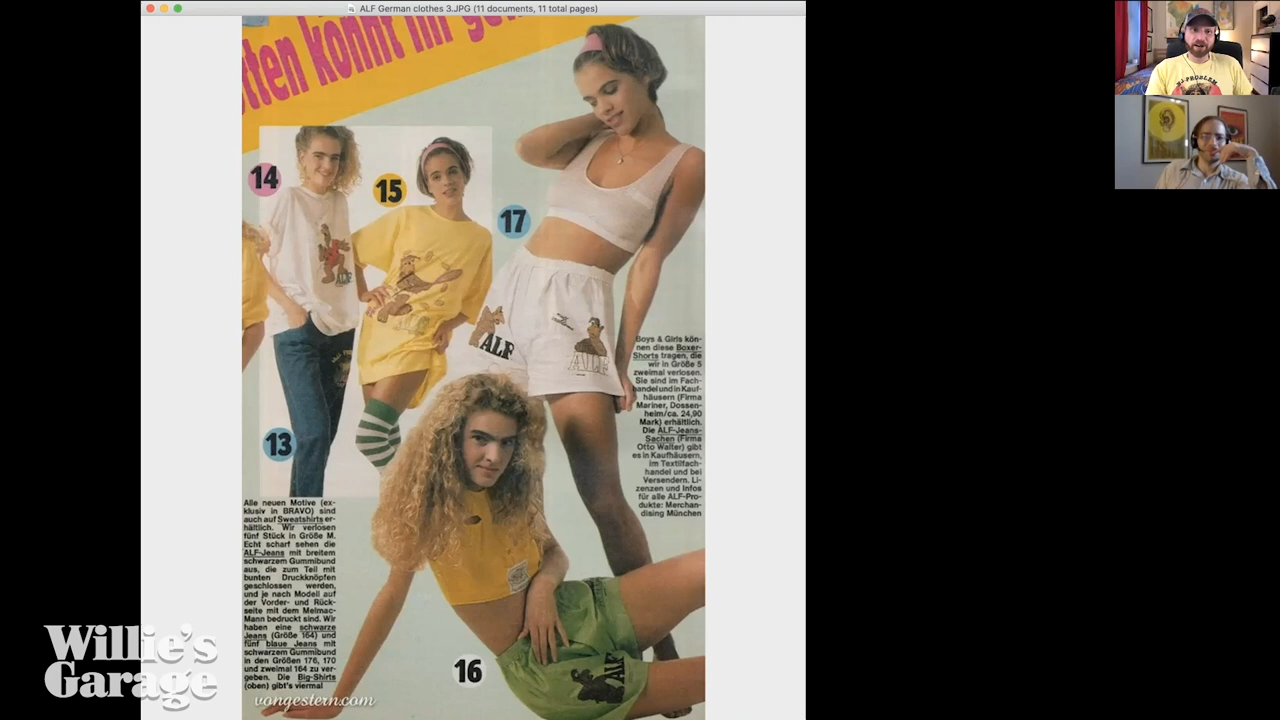 ALF German clothes 3.JPG (11 documents, 11 total pages)
tten könnt ihr
14
15
17
ALF
ALF
ALF
ALF
Boys & Girls kön-
nen diese Boxer-
Shorts tragen, die
wir in Größe 5
zweimal verlosen.
Sie sind im Fach-
handel und in Kauf-
häusern (Firma
Mariner, Dossen-
heim/ca. 24,90
Mark) erhältlich.
Die ALF-Jeans-
Sachen (Firma
Otto Walter) gibt
es in Kaufhäusern,
im Textilfach-
handel und bei
Versendern. Li-
zenzen und Infos
für alle ALF-Pro-
dukte: Merchan-
dising München
13
Alle neuen Motive (ex-
klusiv in BRAVO) sind
auch auf Sweatshirts er-
hältlich. Wir verlosen
fünf Stück in Größe M.
Echt scharf sehen die
ALF-Jeans mit breitem
schwarzem Gummibund
aus, die zum Teil mit
bunten Druckknöpfen
geschlossen werden,
und je nach Modell auf
der Vorder- und Rück-
seite mit dem Melmac-
Mann bedruckt sind. Wir
haben eine schwarze
Jeans (Größe 164) und
fünf blaue Jeans mit
schwarzem Gummibund
in den Größen 176, 170
und zweimal 164 zu ver-
geben. Die Big-Shirts
(oben) gibt's viermal
16
ALF
vongestern.com
Willie's
Garage
PROBLEM